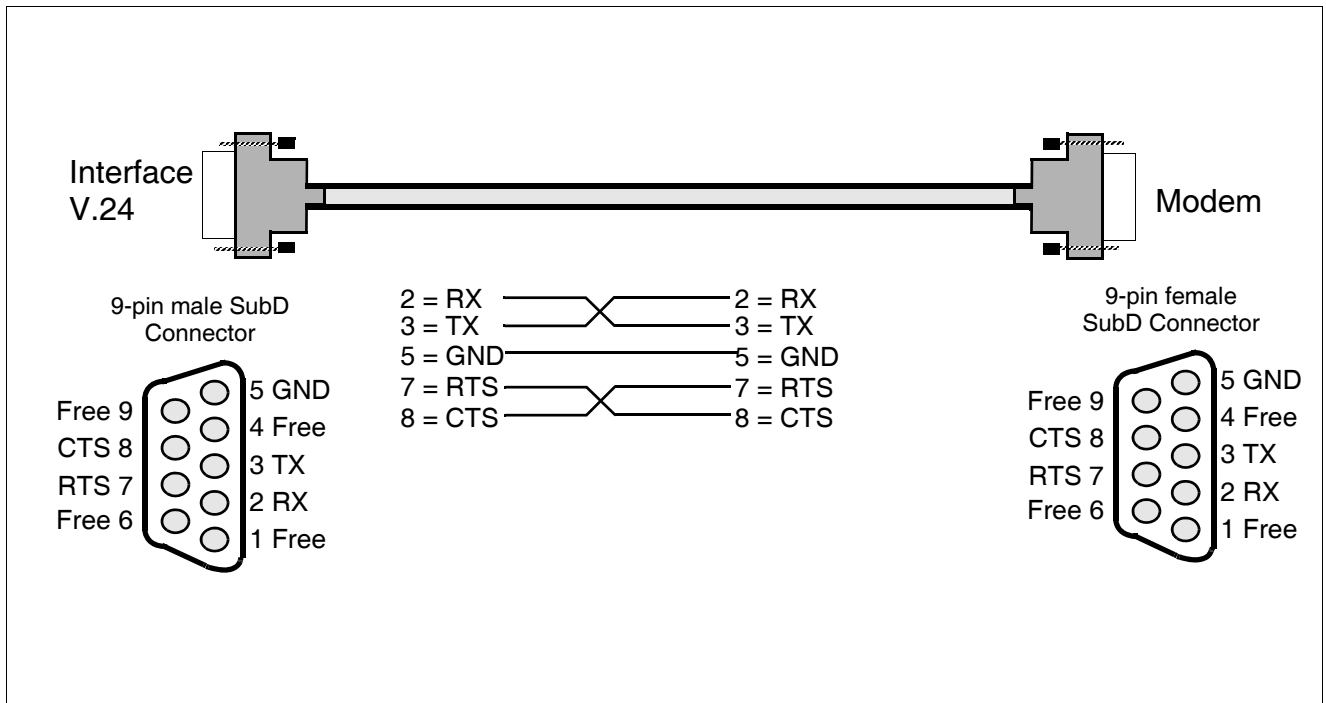 Interface
V.24
Modem
9-pin male SubD
Connector
2 = RX
3 = TX
5 = GND
7 = RTS
8 = CTS
2 = RX
3 = TX
5 = GND
7 = RTS
8 = CTS
9-pin female
SubD Connector
5 GND
Free 9
4 Free
CTS 8
3 TX
RTS 7
2 RX
Free 6
1 Free
5 GND
Free 9
4 Free
CTS 8
3 TX
RTS 7
2 RX
Free 6
1 Free